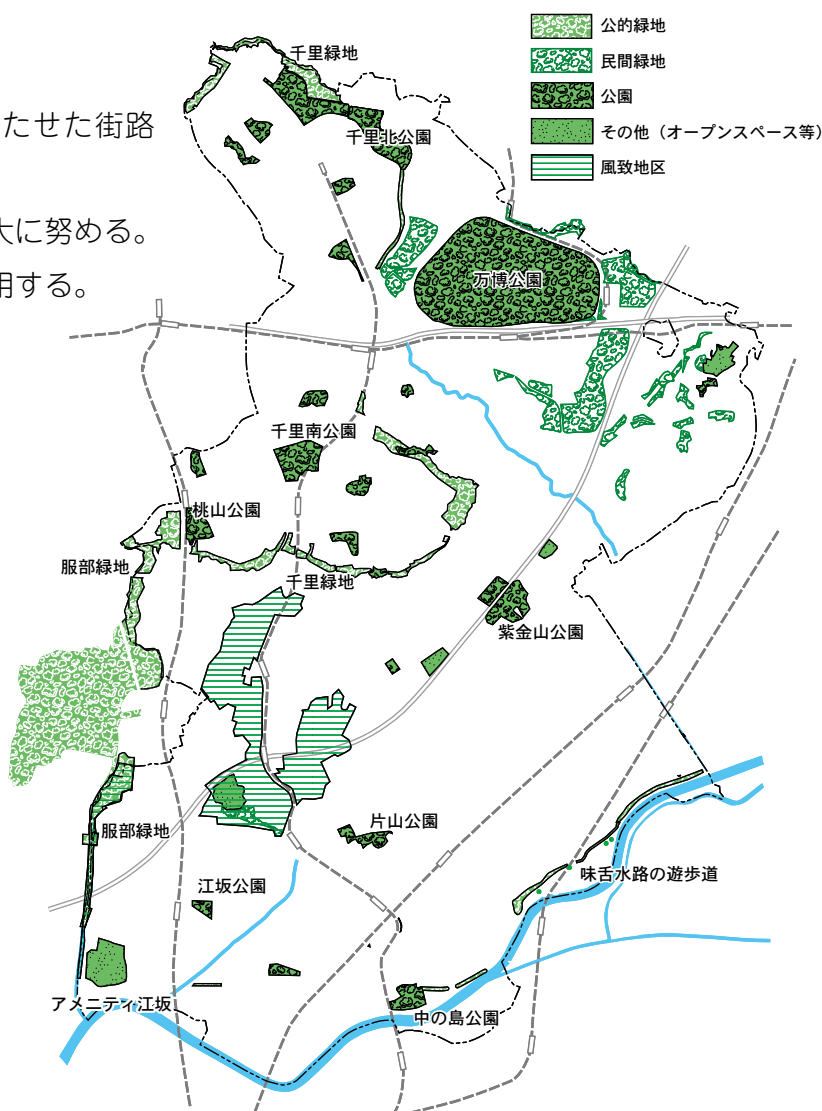 たせた街路
大に努める。
用する。
公的緑地
民間緑地
公園
その他（オープンスペース等）
風致地区
千里緑地
千里北公園
万博公園
千里南公園
桃山公園
服部緑地
千里緑地
紫金山公園
服部緑地
片山公園
江坂公園
味舌水路の遊歩道
アメニティ江坂
中の島公園